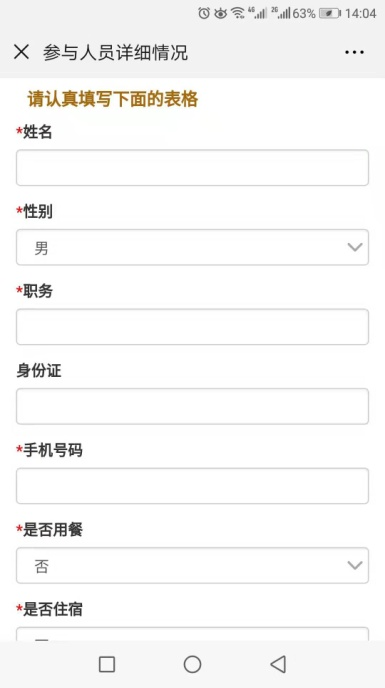 4G 2G 63% 14:04
参与人员详细情况
请认真填写下面的表格
*姓名
*性别
男
*职务
身份证
*手机号码
*是否用餐
否
*是否住宿